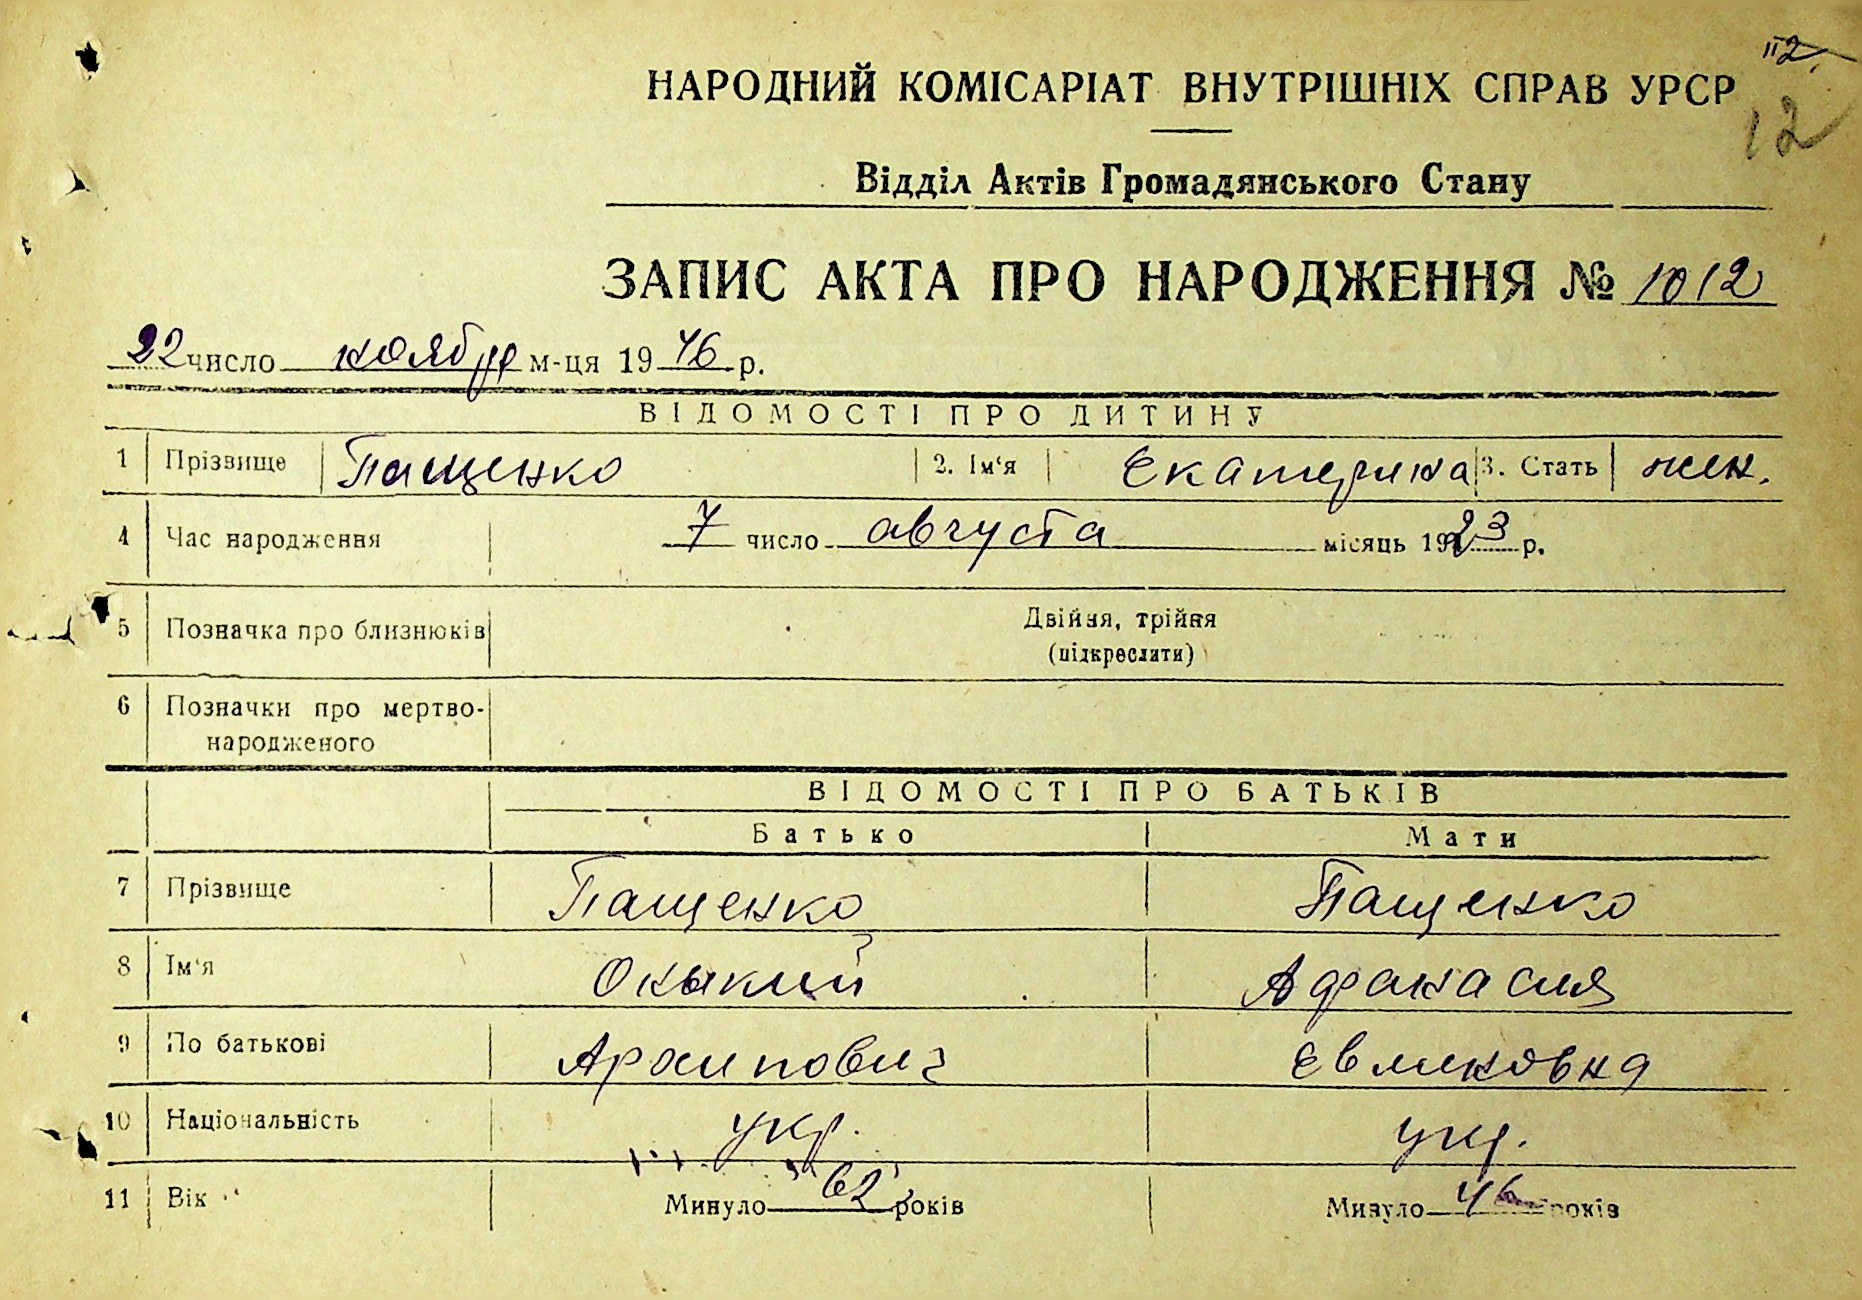 "2
12
НАРОДНИЙ КОМІСАРІАТ ВНУТРІШНІХ СПРАВ УРСР
Відділ Актів Громадянського Стану
ЗАПИС АКТА ПРО НАРОДЖЕННЯ № 1012
22 число ноября м-ця 1946 р.
ВІДОМОСТІ ПРО ДИТИНУ
1 Прізвище Пащенко 2. Ім'я Екатерина 3. Стать жен.
4 Час народження 7 число августа місяць 1923 р.
5 Позначка про близнюків Двійня, трійня
(підкреслити)
6 Позначки про мертво-
народженого
ВІДОМОСТІ ПРО БАТЬКІВ
Батько Мати
7 Прізвище Пащенко Пащенко
8 Ім'я Афанасия
9 По батькові Архипович
10 Національність укр. укр.
11 Вік Минуло 62 років Минуло 46 років